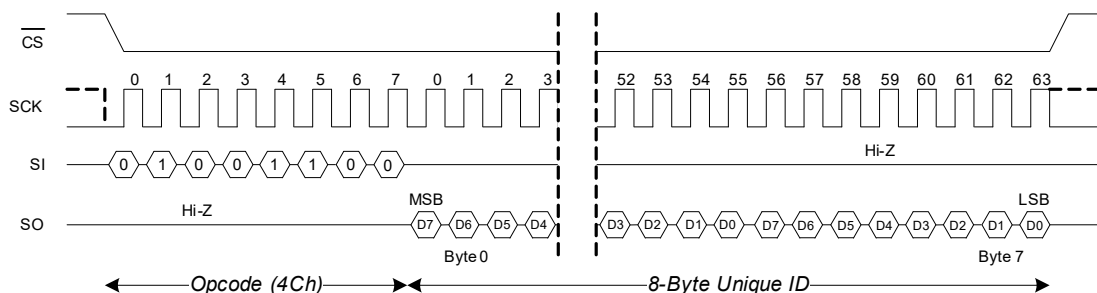 CS
0 1 2 3 4 5 6 7 0 1 2 3 52 53 54 55 56 57 58 59 60 61 62 63
SCK
Hi-Z
SI 0 1 0 0 1 1 0 0
MSB LSB
Hi-Z
SO D7 D6 D5 D4 D3 D2 D1 D0 D7 D6 D5 D4 D3 D2 D1 D0
Byte 0 Byte 7
Opcode (4Ch) 8-Byte Unique ID